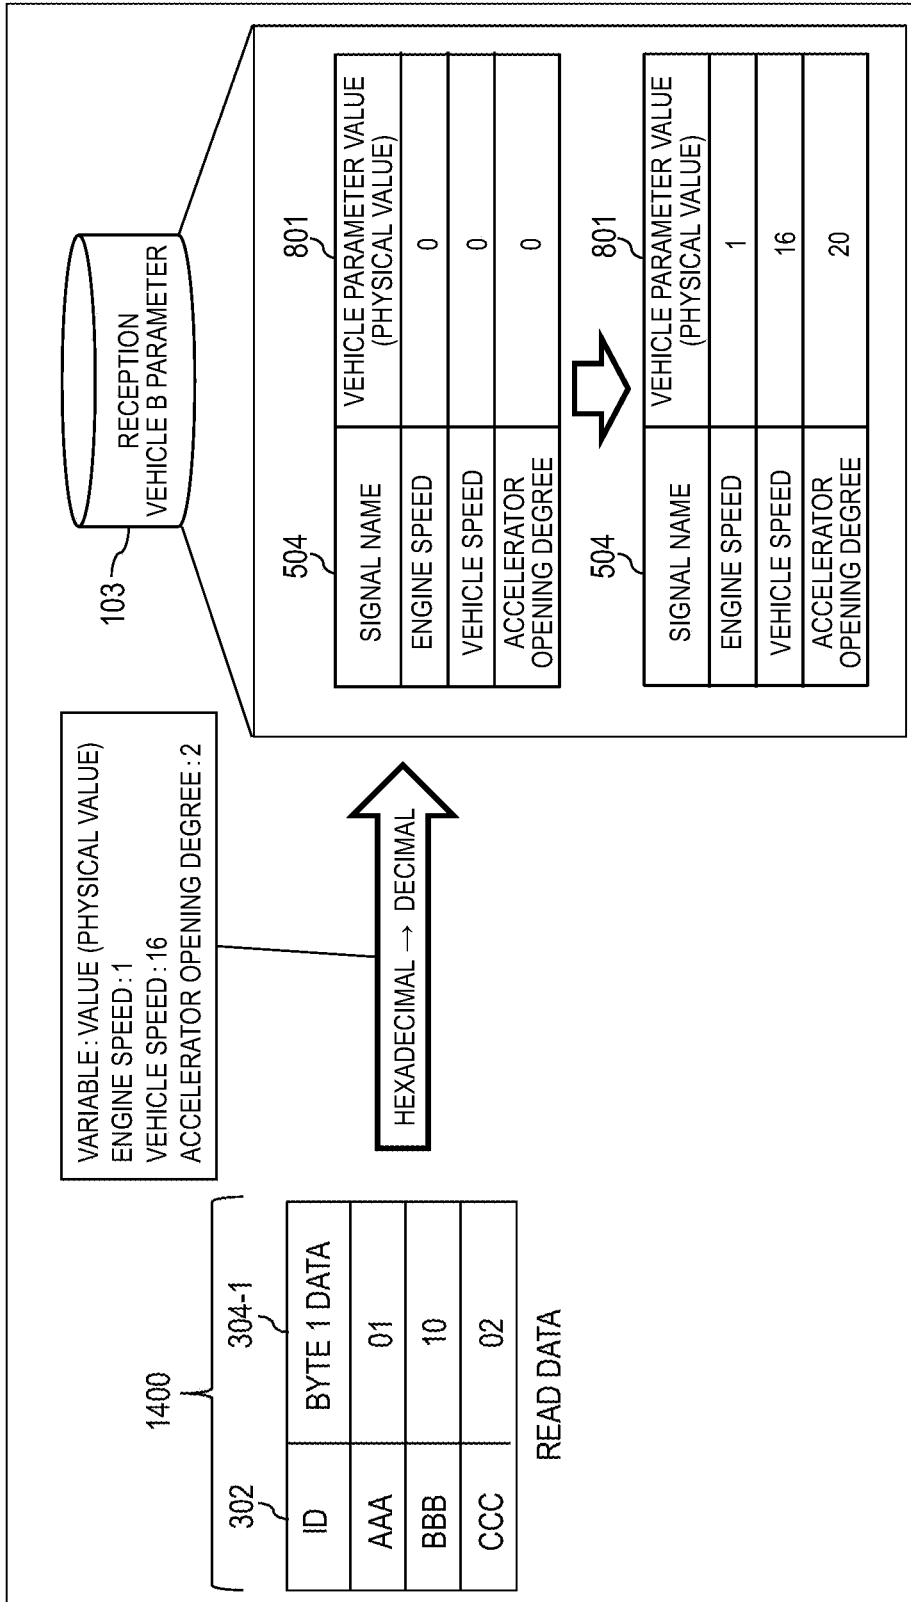 1400
302
304-1
ID BYTE 1 DATA
AAA 01
BBB 10
CCC 02
READ DATA
VARIABLE : VALUE (PHYSICAL VALUE)
ENGINE SPEED : 1
VEHICLE SPEED : 16
ACCELERATOR OPENING DEGREE : 2
HEXADECIMAL → DECIMAL
103
RECEPTION
VEHICLE B PARAMETER
504
801
SIGNAL NAME
VEHICLE PARAMETER VALUE
(PHYSICAL VALUE)
ENGINE SPEED 0
VEHICLE SPEED 0
ACCELERATOR
OPENING DEGREE
0
504
801
SIGNAL NAME
VEHICLE PARAMETER VALUE
(PHYSICAL VALUE)
ENGINE SPEED 1
VEHICLE SPEED 16
ACCELERATOR
OPENING DEGREE
20